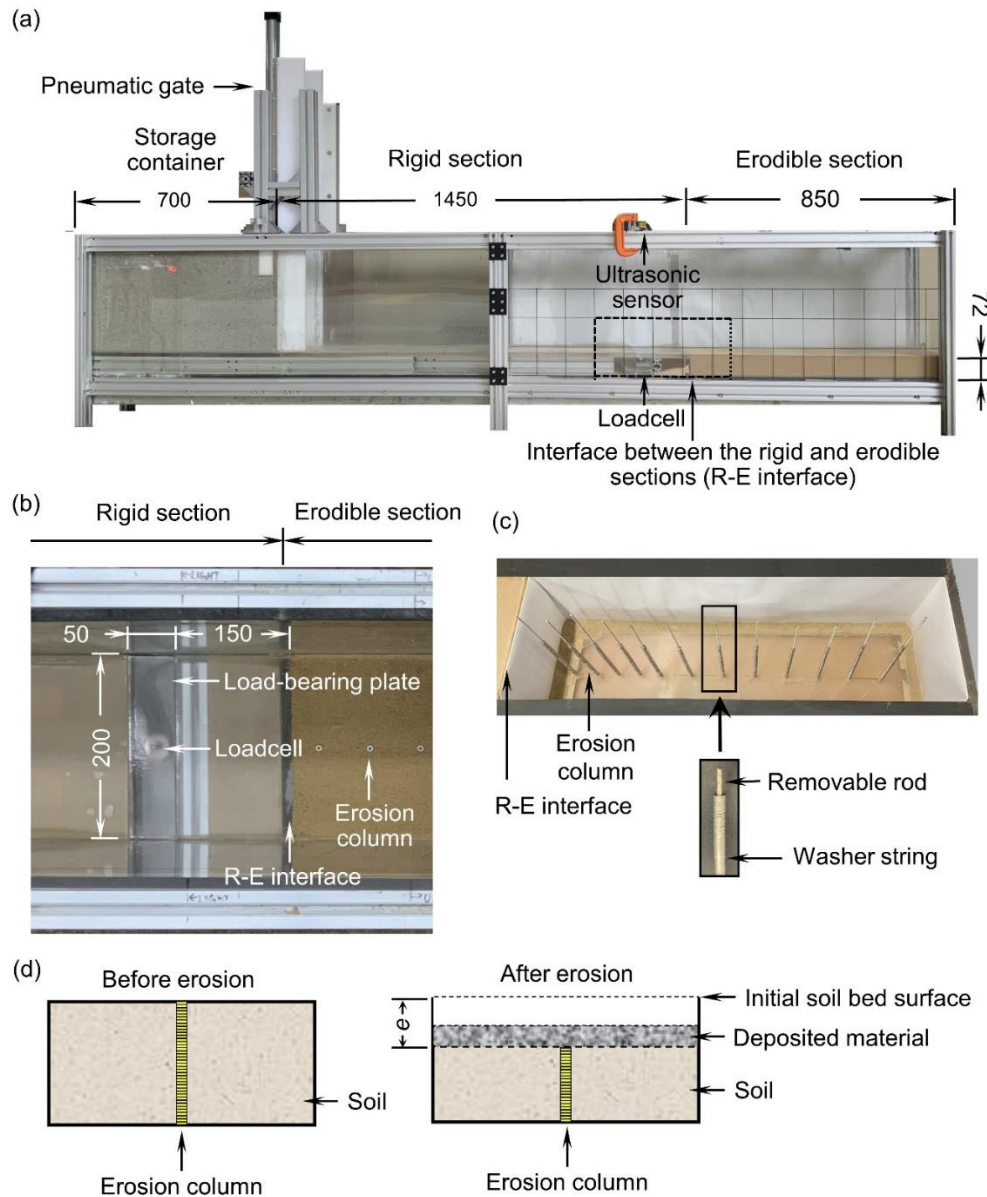 (a)
Pneumatic gate
Storage
container
Rigid section
Erodible section
700
1450
850
Ultrasonic
sensor
72
Loadcell
Interface between the rigid and erodible
sections (R-E interface)
(b)
Rigid section
Erodible section
50
150
Load-bearing plate
200
Loadcell
Erosion
column
R-E interface
(c)
Erosion
column
R-E interface
Removable rod
Washer string
(d)
Before erosion
Soil
Erosion column
After erosion
e
Initial soil bed surface
Deposited material
Soil
Erosion column